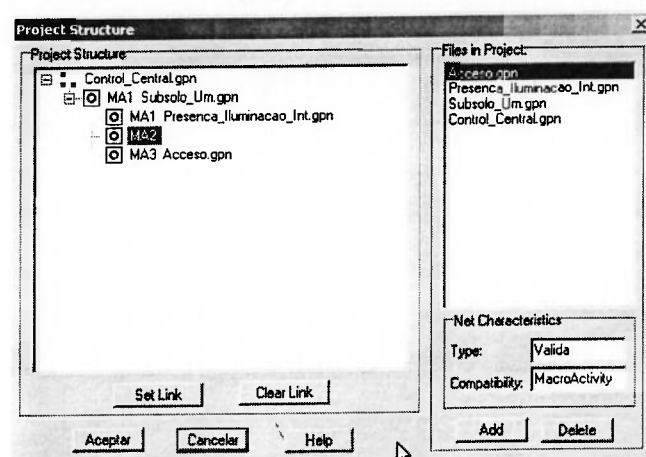 Project Structure
Project Structure
Control_Central.gpn
MA1 Subsolo_Um.gpn
MA1 Presenca_Iluminacao_Int.gpn
MA2
MA3 Acceso.gpn
Set Link
Clear Link
Aceptar
Cancelar
Help
Files in Project:
Acceso.gpn
Presenca_Iluminacao_Int.gpn
Subsolo_Um.gpn
Control_Central.gpn
Net Characteristics
Type:
Valida
Compatibility:
MacroActivity
Add
Delete